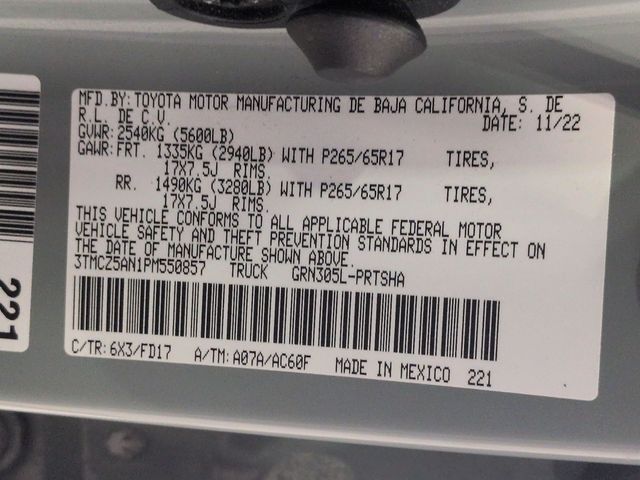 MFD.BY: TOYOTA MOTOR MANUFACTURING DE BAJA CALIFORNIA, S. DE
R.L. DE C.V. DATE: 11/22
GVWR: 2540KG (5600LB)
GAWR: FRT. 1335KG (2940LB) WITH P265/65R17 TIRES,
17X7.5J RIMS.
RR. 1490KG (3280LB) WITH P265/65R17 TIRES,
17X7.5J RIMS.
THIS VEHICLE CONFORMS TO ALL APPLICABLE FEDERAL MOTOR
VEHICLE SAFETY AND THEFT PREVENTION STANDARDS IN EFFECT ON
THE DATE OF MANUFACTURE SHOWN ABOVE.
3TMCZ5AN1PM550857 TRUCK GRN305L-PRTSHA
C/TR: 6X3/FD17 A/TM: A07A/AC60F MADE IN MEXICO 221
221